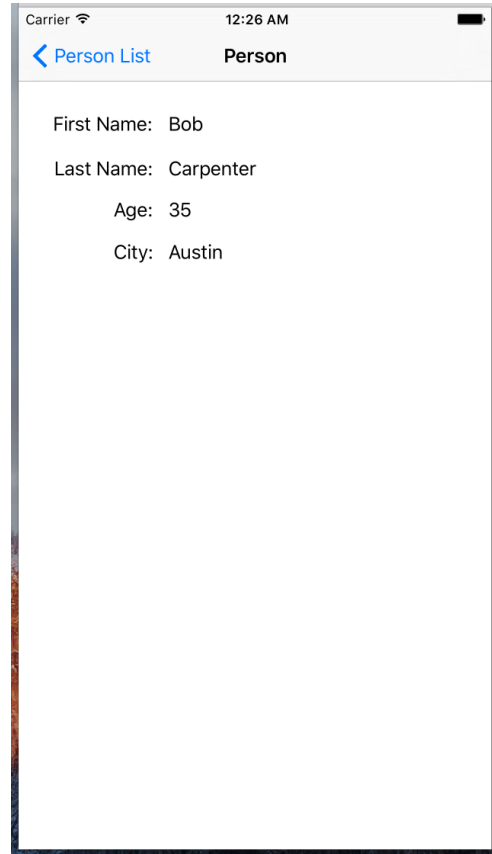 Carrier 12:26 AM
Person List Person
First Name: Bob
Last Name: Carpenter
Age: 35
City: Austin